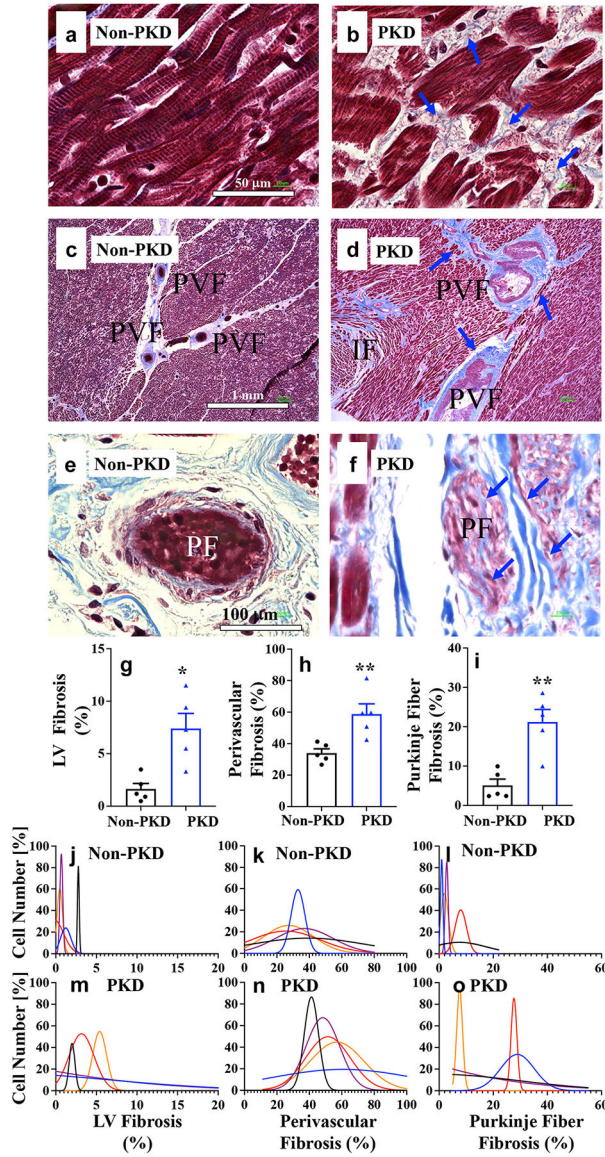 a Non-PKD
50 µm
b PKD
c Non-PKD
PVF
PVF
PVF
1 mm
d PKD
PVF
IF
PVF
e Non-PKD
PF
100 µm
f PKD
PF
g
LV Fibrosis
(%)
15
10
5
0
*
Non-PKD PKD
h
Perivascular
Fibrosis (%)
100
80
60
40
20
0
**
Non-PKD PKD
i
Purkinje Fiber
Fibrosis (%)
40
30
20
10
0
**
Non-PKD PKD
j Non-PKD
Cell Number [%]
100
80
60
40
20
0
0 5 10 15 20
k Non-PKD
100
80
60
40
20
0
0 20 40 60 80 100
l Non-PKD
100
80
60
40
20
0
0 20 40 60
m PKD
Cell Number [%]
100
80
60
40
20
0
0 5 10 15 20
LV Fibrosis
(%)
n PKD
100
80
60
40
20
0
0 20 40 60 80 100
Perivascular
Fibrosis (%)
o PKD
100
80
60
40
20
0
0 20 40 60
Purkinje Fiber
Fibrosis (%)